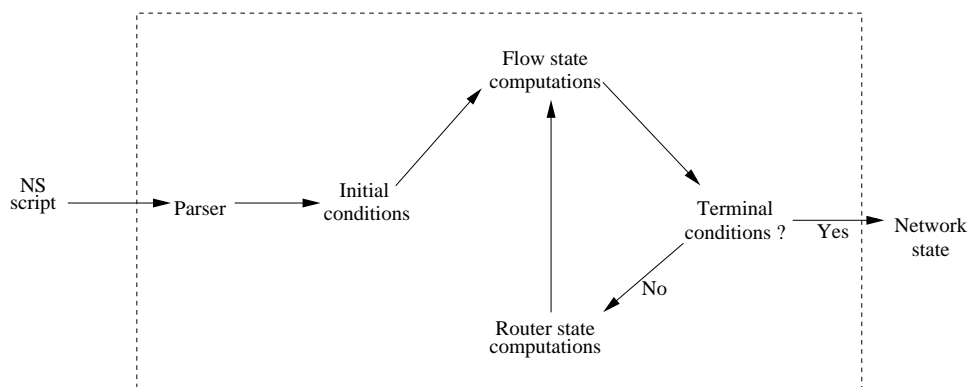 NS
script
Parser
Initial
conditions
Flow state
computations
Terminal
conditions ?
Yes
Network
state
No
Router state
computations